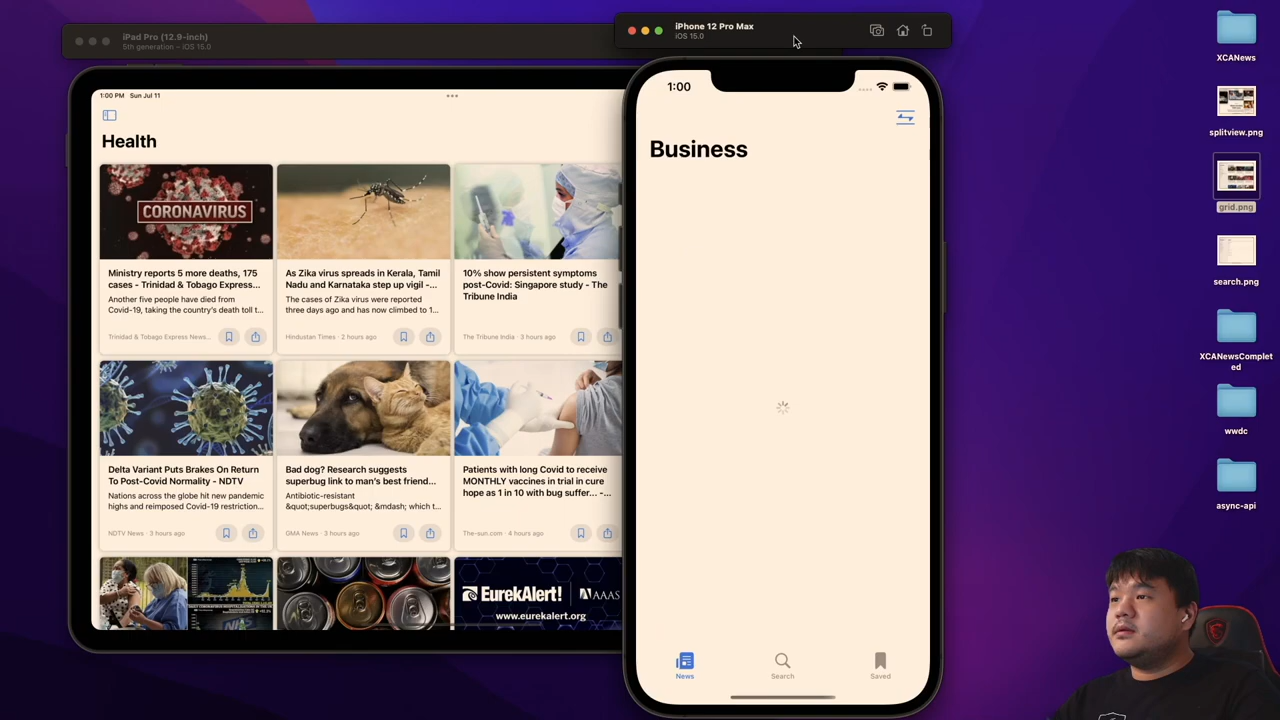 iPad Pro (12.9-inch)
5th generation – iOS 15.0
1:00 PM Sun Jul 11
Health
CORONAVIRUS
Ministry reports 5 more deaths, 175
cases - Trinidad & Tobago Express...
Another five people have died from
Covid-19, taking the country's death toll t...
Trinidad & Tobago Express News...
As Zika virus spreads in Kerala, Tamil
Nadu and Karnataka step up vigil -...
The cases of Zika virus were reported
three days ago and has now climbed to 1...
Hindustan Times · 2 hours ago
10% show persistent symptoms
post-Covid: Singapore study - The
Tribune India
The Tribune India · 3 hours ago
Delta Variant Puts Brakes On Return
To Post-Covid Normality - NDTV
Nations across the globe hit new pandemic
highs and reimposed Covid-19 restriction...
NDTV News · 3 hours ago
Bad dog? Research suggests
superbug link to man's best friend...
Antibiotic-resistant
&quot;superbugs&quot; &mdash; which t...
GMA News · 3 hours ago
Patients with long Covid to receive
MONTHLY vaccines in trial in cure
hope as 1 in 10 with bug suffer... -...
The-sun.com · 4 hours ago
EurekAlert!
AAAS
www.eurekalert.org
iPhone 12 Pro Max
iOS 15.0
1:00
Business
News
Search
Saved
XCANews
splitview.png
grid.png
search.png
XCANewsComplet
ed
wwdc
async-api